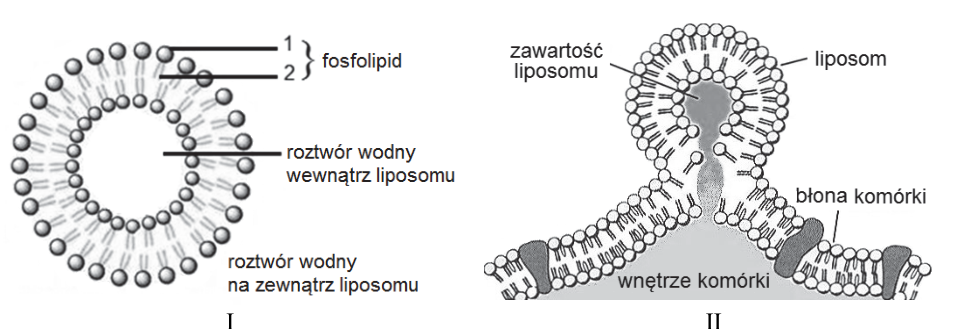 1
2
fosfolipid
roztwór wodny
wewnątrz liposomu
roztwór wodny
na zewnątrz liposomu
I
zawartość
liposomu
liposom
błona komórki
wnętrze komórki
II